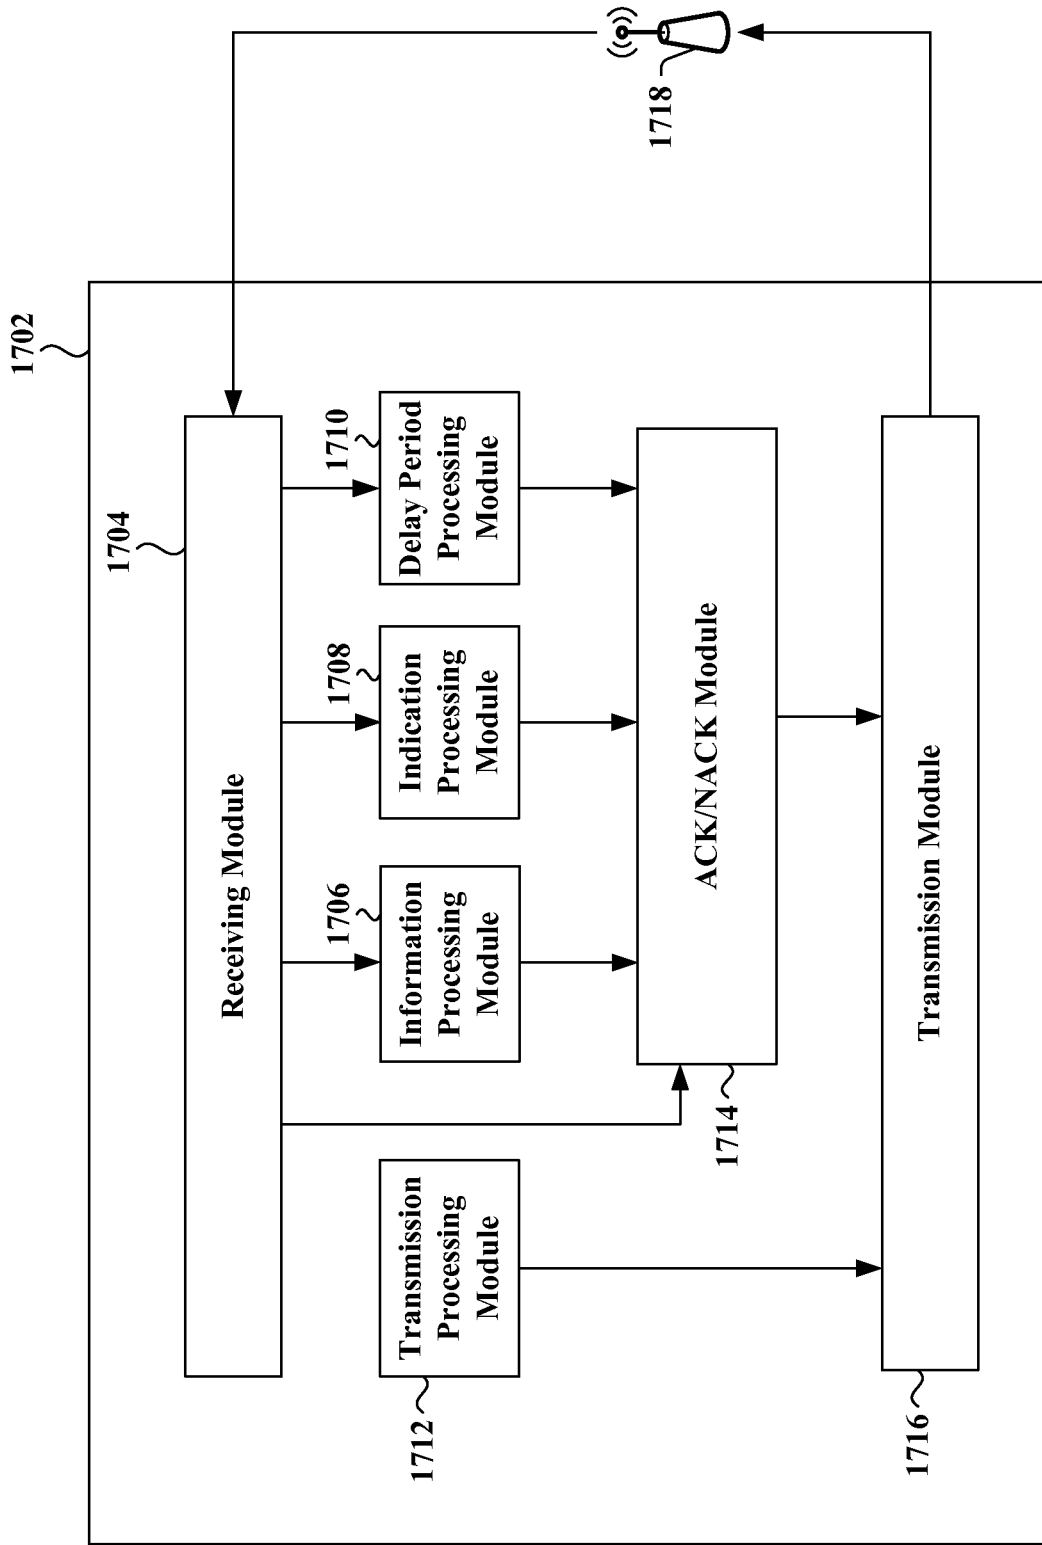 1702
1704
Receiving Module
1712
Transmission
Processing
Module
1706
Information
Processing
Module
1708
Indication
Processing
Module
1710
Delay Period
Processing
Module
1714
ACK/NACK Module
1716
Transmission Module
1718